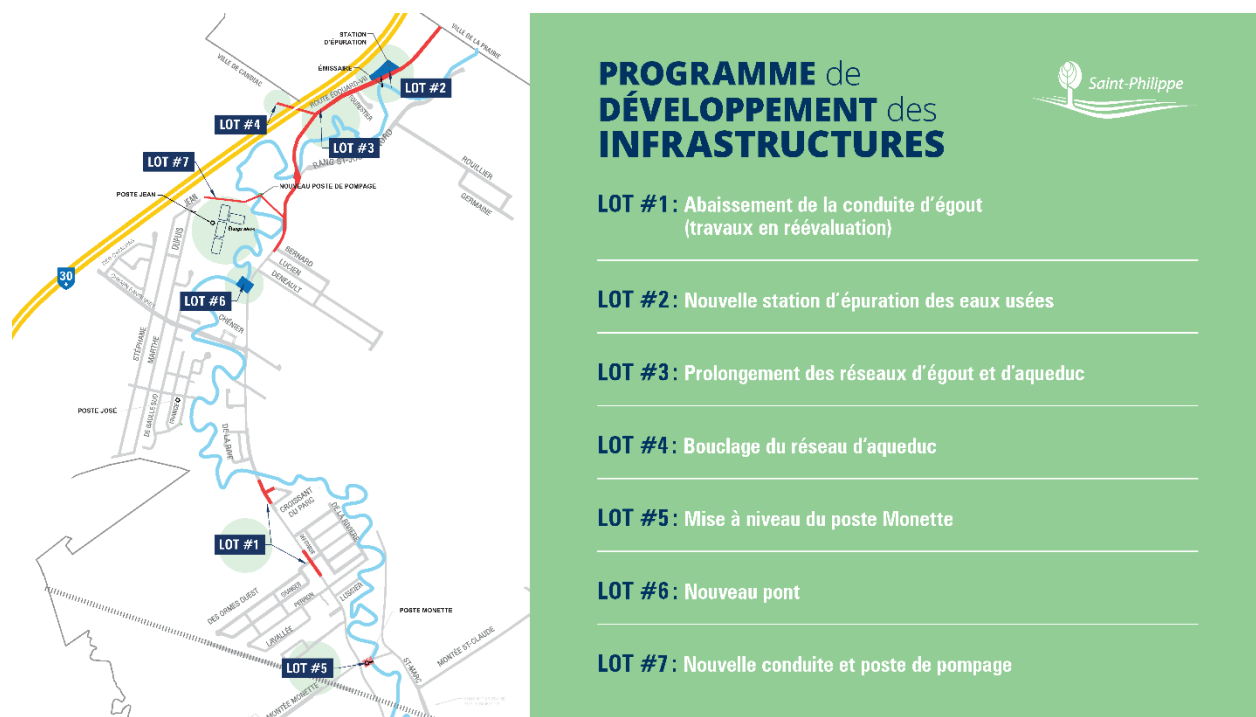 STATION
D'ÉPURATION
VILLE DE LA PRAIRIE
ÉMISSAIRE
VILLE DE CANDIAC
LOT #2
ROUTE ÉDOUARD-VII
LOT #4
LOT #3
LOT #7
ROUILLIER
GERMAINE
NOUVEAU POSTE DE POMPAGE
POSTE JEAN
JEAN
DUPUIS
BERNARD
LUCIEN
DENEAULT
30
LOT #6
CHÉNIER
STÉPHANE
MARTHE
POSTE JOSÉ
DE GAULLE SUD
FRANCE
DE LA RIVE
CROISSANT
DU PARC
DE LA RIVIÈRE
LOT #1
DES ORMES OUEST
PERRON
LUSSIER
LAVALLÉE
POSTE MONETTE
MONTÉE ST-CLAUDE
ST-MARC
LOT #5
MONTÉE MONETTE
PROGRAMME de
DÉVELOPPEMENT des
INFRASTRUCTURES
Saint-Philippe
LOT #1 : Abaissement de la conduite d'égout
(travaux en réévaluation)
LOT #2 : Nouvelle station d'épuration des eaux usées
LOT #3 : Prolongement des réseaux d'égout et d'aqueduc
LOT #4 : Bouclage du réseau d'aqueduc
LOT #5 : Mise à niveau du poste Monette
LOT #6 : Nouveau pont
LOT #7 : Nouvelle conduite et poste de pompage